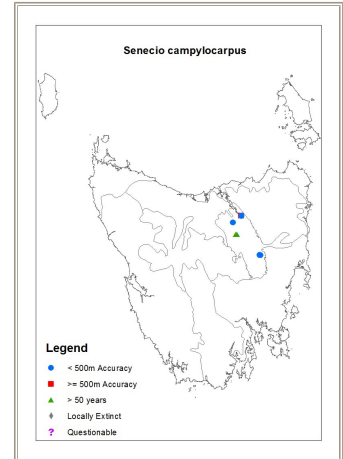 Senecio campylocarpus
Legend
< 500m Accuracy
>= 500m Accuracy
> 50 years
Locally Extinct
? Questionable